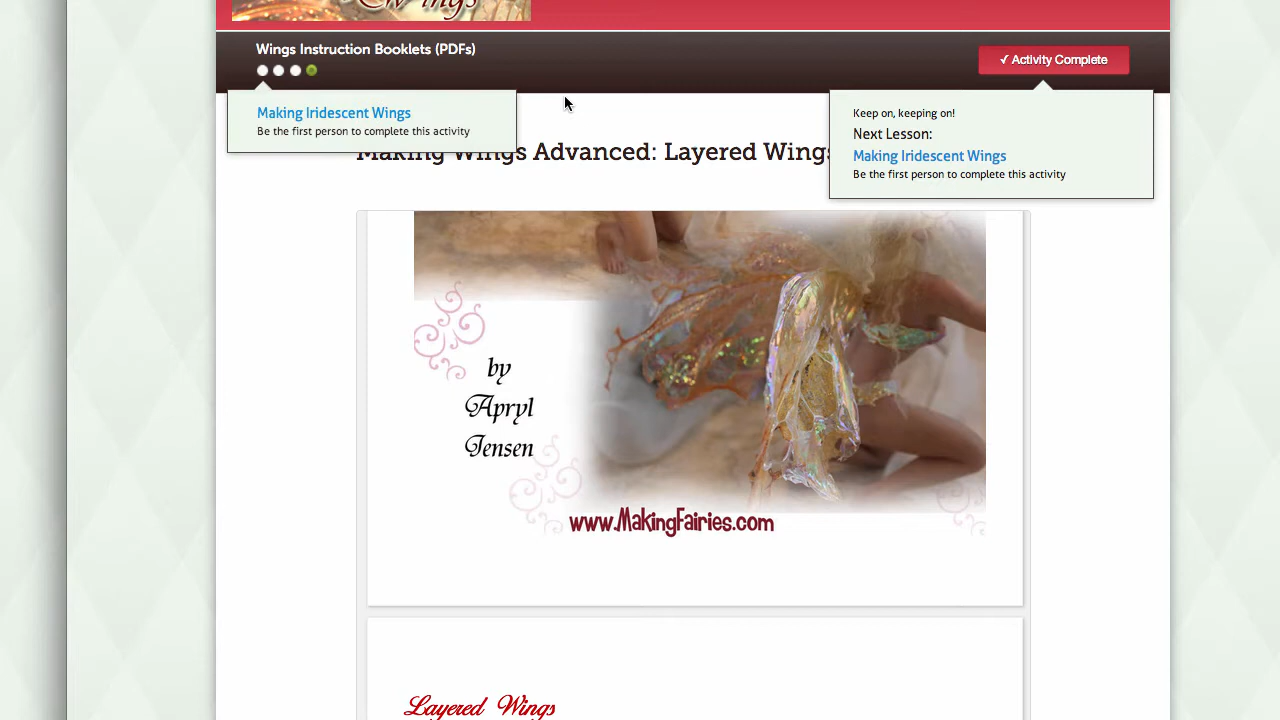 Wings
Wings Instruction Booklets (PDFs)
✓ Activity Complete
Making Iridescent Wings
Be the first person to complete this activity
Keep on, keeping on!
Next Lesson:
Making Iridescent Wings
Be the first person to complete this activity
Making Wings Advanced: Layered Wings
by
Apryl
Jensen
www.MakingFairies.com
Layered Wings